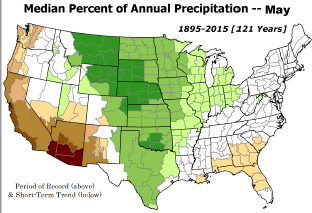 Median Percent of Annual Precipitation -- May
1895-2015 [121 Years]
Period of Record (above)
& Short-Term Trend (below)